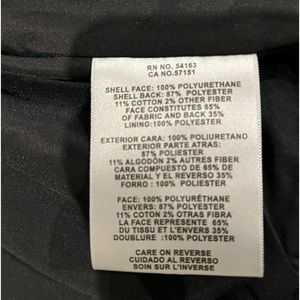 RN NO. 54163
CA NO.57151
SHELL FACE: 100% POLYURETHANE
SHELL BACK: 87% POLYESTER
11% COTTON 2% OTHER FIBER
FACE CONSTITUTES 65%
OF FABRIC AND BACK 35%
LINING:100% POLYESTER
EXTERIOR CARA: 100% POLIURETANO
EXTERIOR PARTE ATRAS:
87% POLIESTER
11% ALGODÓN 2% AUTRES FIBER
CARA COMPUESTO DE 65% DE
MATERIAL Y EL REVERSO 35%
FORRO : 100% POLIESTER
FACE: 100% POLYURÉTHANE
ENVERS: 87% POLYESTER
11% COTON 2% OTRAS FIBRA
LA FACE REPRESENTE 65%
DU TISSU ET L'ENVERS 35%
DOUBLURE :100% POLYESTER
CARE ON REVERSE
CUIDADO AL REVERSO
SOIN SUR L'INVERSE